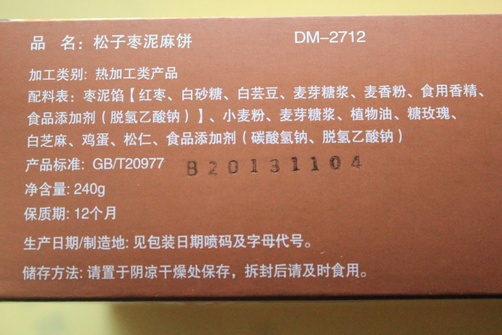 品 名: 松子枣泥麻饼 DM-2712
加工类别: 热加工类产品
配料表: 枣泥馅【红枣、白砂糖、白芸豆、麦芽糖浆、麦香粉、食用香精、
食品添加剂（脱氢乙酸钠）】、小麦粉、麦芽糖浆、植物油、糖玫瑰、
白芝麻、鸡蛋、松仁、食品添加剂（碳酸氢钠、脱氢乙酸钠）
产品标准: GB/T20977
B20131104
净含量: 240g
保质期: 12个月
生产日期/制造地: 见包装日期喷码及字母代号。
储存方法: 请置于阴凉干燥处保存，拆封后请及时食用。